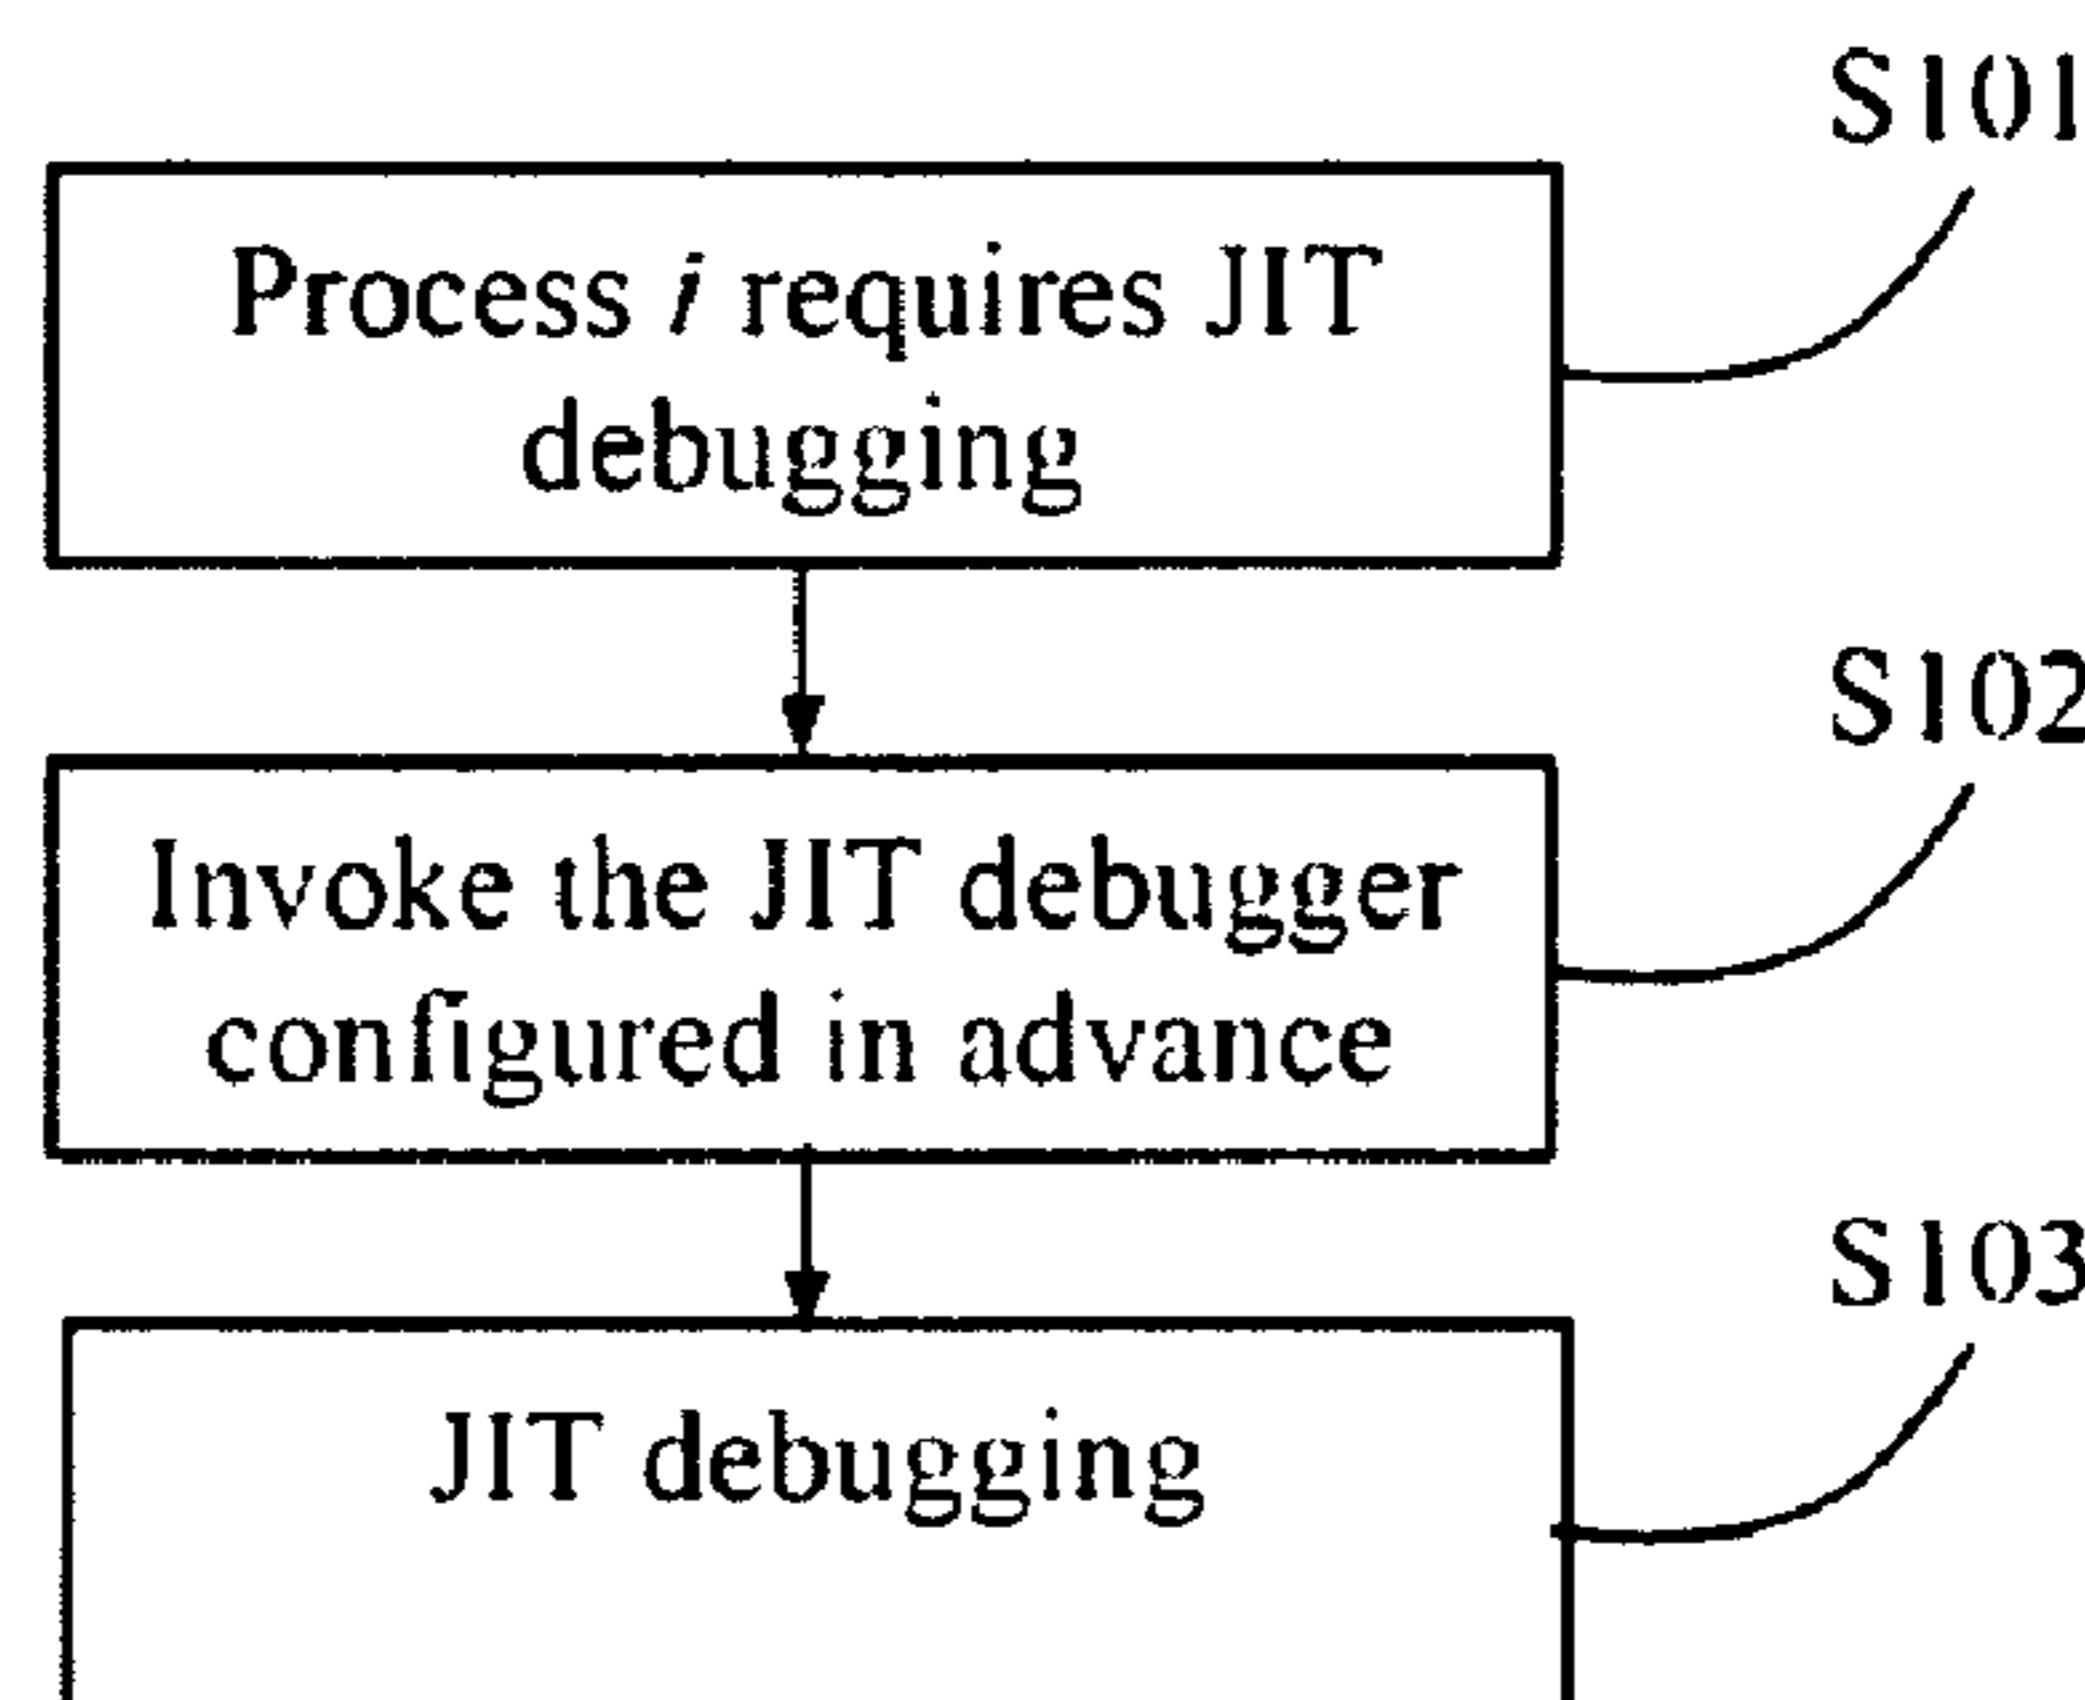 S101
Process i requires JIT
debugging
S102
Invoke the JIT debugger
configured in advance
S103
JIT debugging